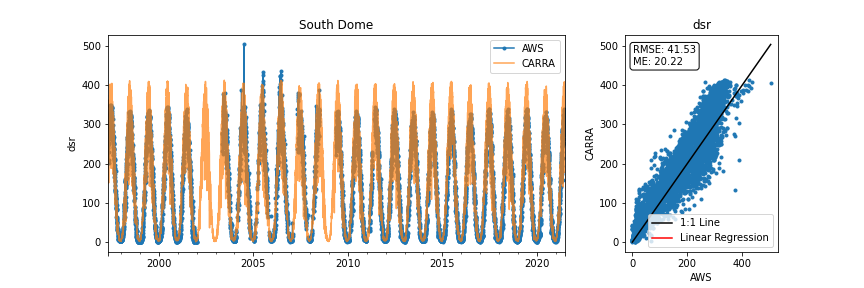 South Dome
dsr
500
400
300
200
100
0
dsr
AWS
CARRA
2000
2005
2010
2015
2020
dsr
500
400
300
200
100
0
CARRA
RMSE: 41.53
ME: 20.22
1:1 Line
Linear Regression
0
200
400
AWS